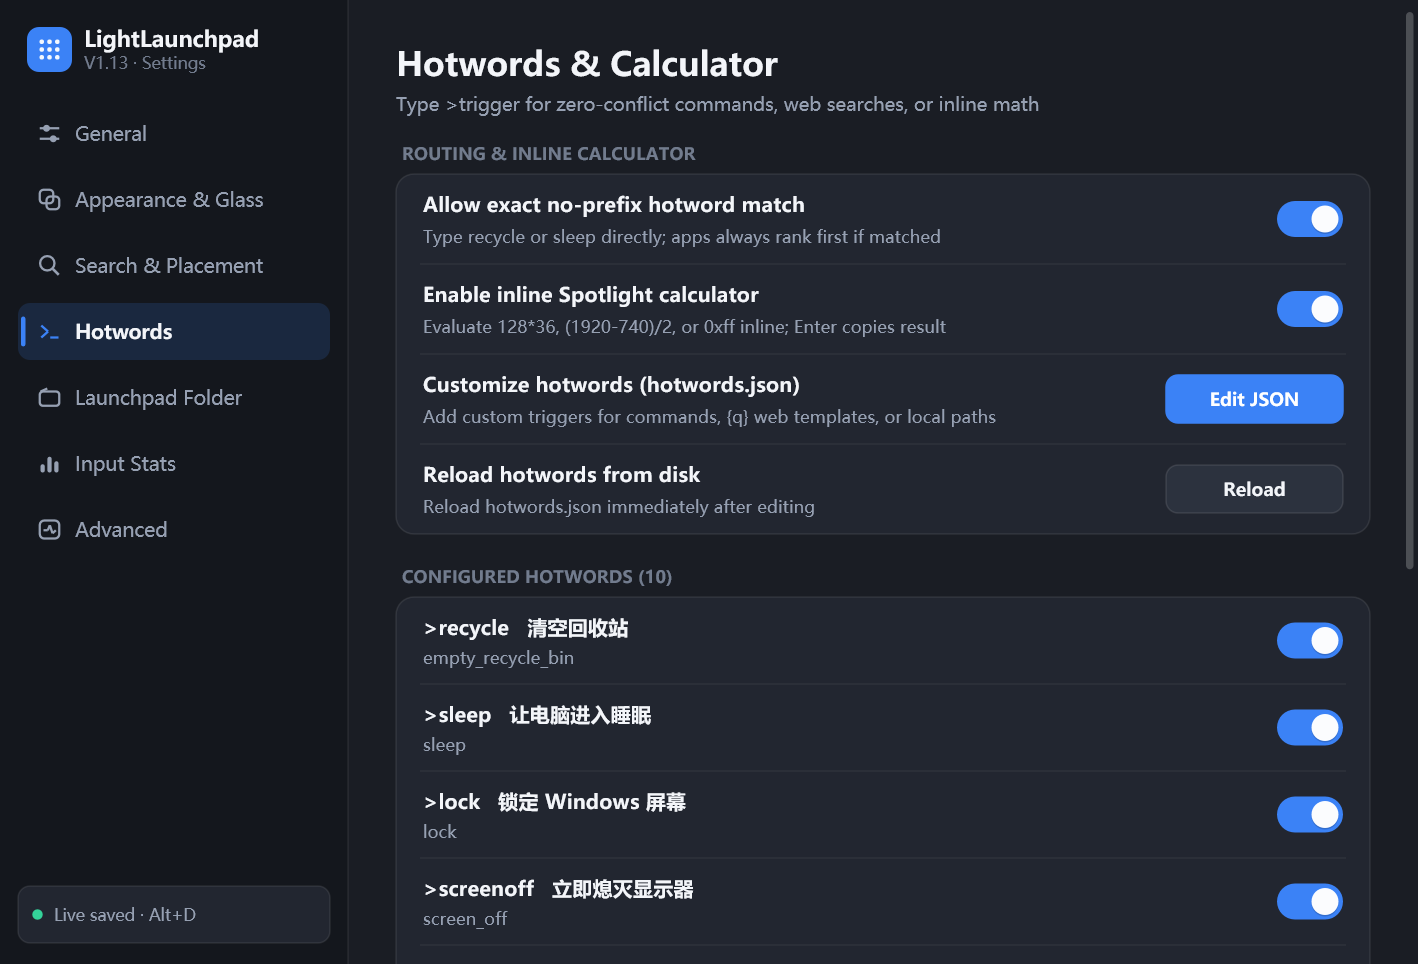 LightLaunchpad
V1.13 · Settings
General
Appearance & Glass
Search & Placement
>_ Hotwords
Launchpad Folder
Input Stats
Advanced
Live saved · Alt+D
Hotwords & Calculator
Type >trigger for zero-conflict commands, web searches, or inline math
ROUTING & INLINE CALCULATOR
Allow exact no-prefix hotword match
Type recycle or sleep directly; apps always rank first if matched
Enable inline Spotlight calculator
Evaluate 128*36, (1920-740)/2, or 0xff inline; Enter copies result
Customize hotwords (hotwords.json)
Add custom triggers for commands, {q} web templates, or local paths
Edit JSON
Reload hotwords from disk
Reload hotwords.json immediately after editing
Reload
CONFIGURED HOTWORDS (10)
>recycle 清空回收站
empty_recycle_bin
>sleep 让电脑进入睡眠
sleep
>lock 锁定 Windows 屏幕
lock
>screenoff 立即熄灭显示器
screen_off